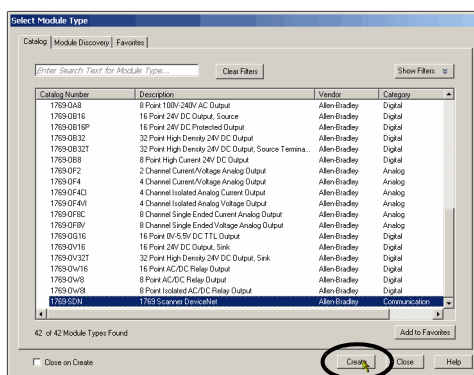 Select Module Type
Catalog Module Discovery Favorites
Enter Search Text for Module Type... Clear Filters Show Filters
Catalog Number Description Vendor Category
1769-OA8 8 Point 100V-240V AC Output Allen-Bradley Digital
1769-OB16 16 Point 24V DC Output, Source Allen-Bradley Digital
1769-OB16P 16 Point 24V DC Protected Output Allen-Bradley Digital
1769-OB32 32 Point High Density 24V DC Output Allen-Bradley Digital
1769-OB32T 32 Point High Density 24V DC Output, Source Termina... Allen-Bradley Digital
1769-OB8 8 Point High Current 24V DC Output Allen-Bradley Digital
1769-OF2 2 Channel Current/Voltage Analog Output Allen-Bradley Analog
1769-OF4 4 Channel Current/Voltage Analog Output Allen-Bradley Analog
1769-OF4CI 4 Channel Isolated Analog Current Output Allen-Bradley Analog
1769-OF4VI 4 Channel Isolated Analog Voltage Output Allen-Bradley Analog
1769-OF8C 8 Channel Single Ended Current Analog Output Allen-Bradley Analog
1769-OF8V 8 Channel Single Ended Voltage Analog Output Allen-Bradley Analog
1769-OG16 16 Point 0V-5.5V DC TTL Output Allen-Bradley Digital
1769-OV16 16 Point 24V DC Output, Sink Allen-Bradley Digital
1769-OV32T 32 Point High Density 24V DC Output, Sink Allen-Bradley Digital
1769-OW16 16 Point AC/DC Relay Output Allen-Bradley Digital
1769-OW8 8 Point AC/DC Relay Output Allen-Bradley Digital
1769-OW8I 8 Point Isolated AC/DC Relay Output Allen-Bradley Digital
1769-SDN 1769 Scanner DeviceNet Allen-Bradley Communication
42 of 42 Module Types Found Add to Favorites
Close on Create Create Close Help